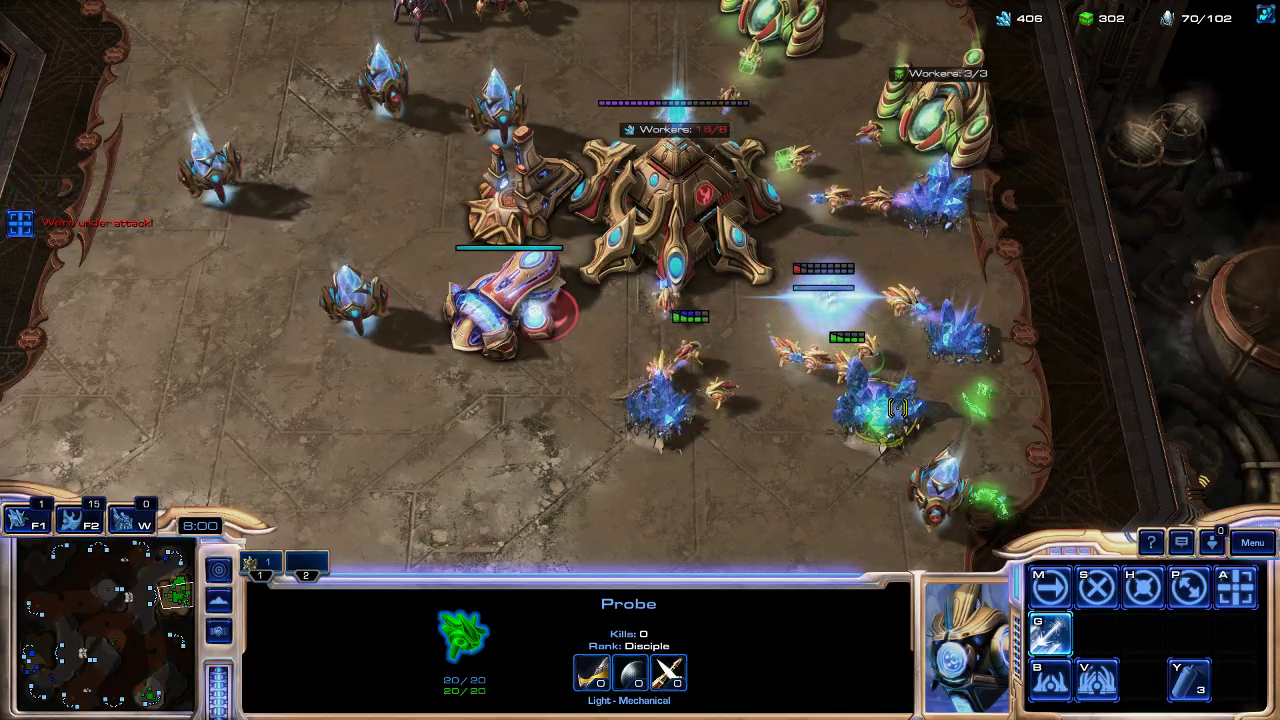 406
302
70/102
Workers: 3/3
Workers: 16/8
Worm under attack!
1
15
0
F1
F2
W
8:00
0
?
Menu
1
1
2
Probe
Kills: 0
Rank: Disciple
0
0
0
20/20
20/20
Light - Mechanical
M
S
H
P
A
G
B
V
Y
3